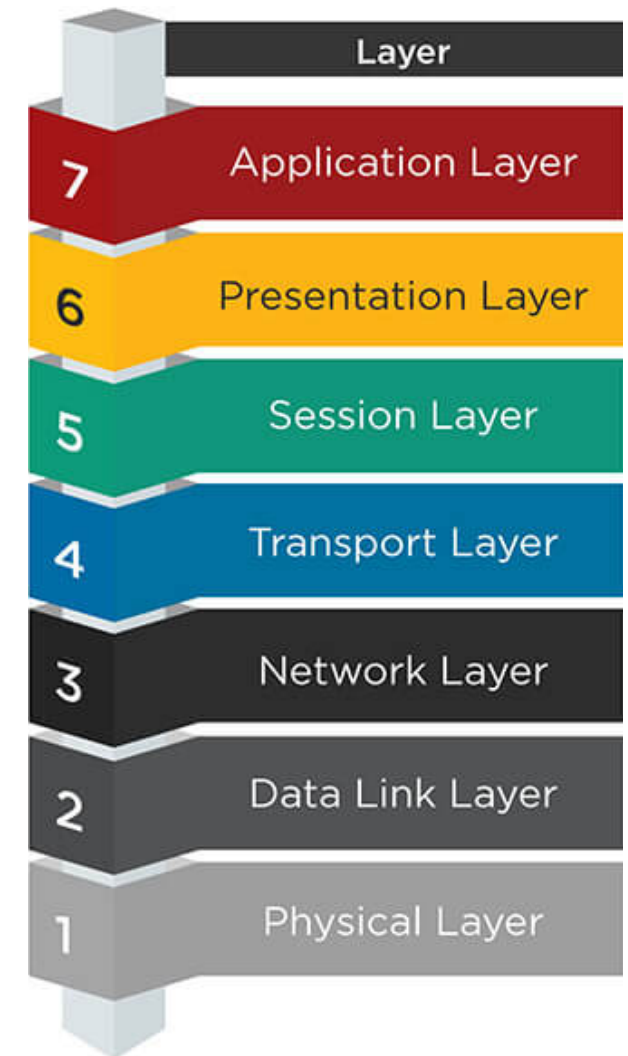 Layer
7 Application Layer
6 Presentation Layer
5 Session Layer
4 Transport Layer
3 Network Layer
2 Data Link Layer
1 Physical Layer